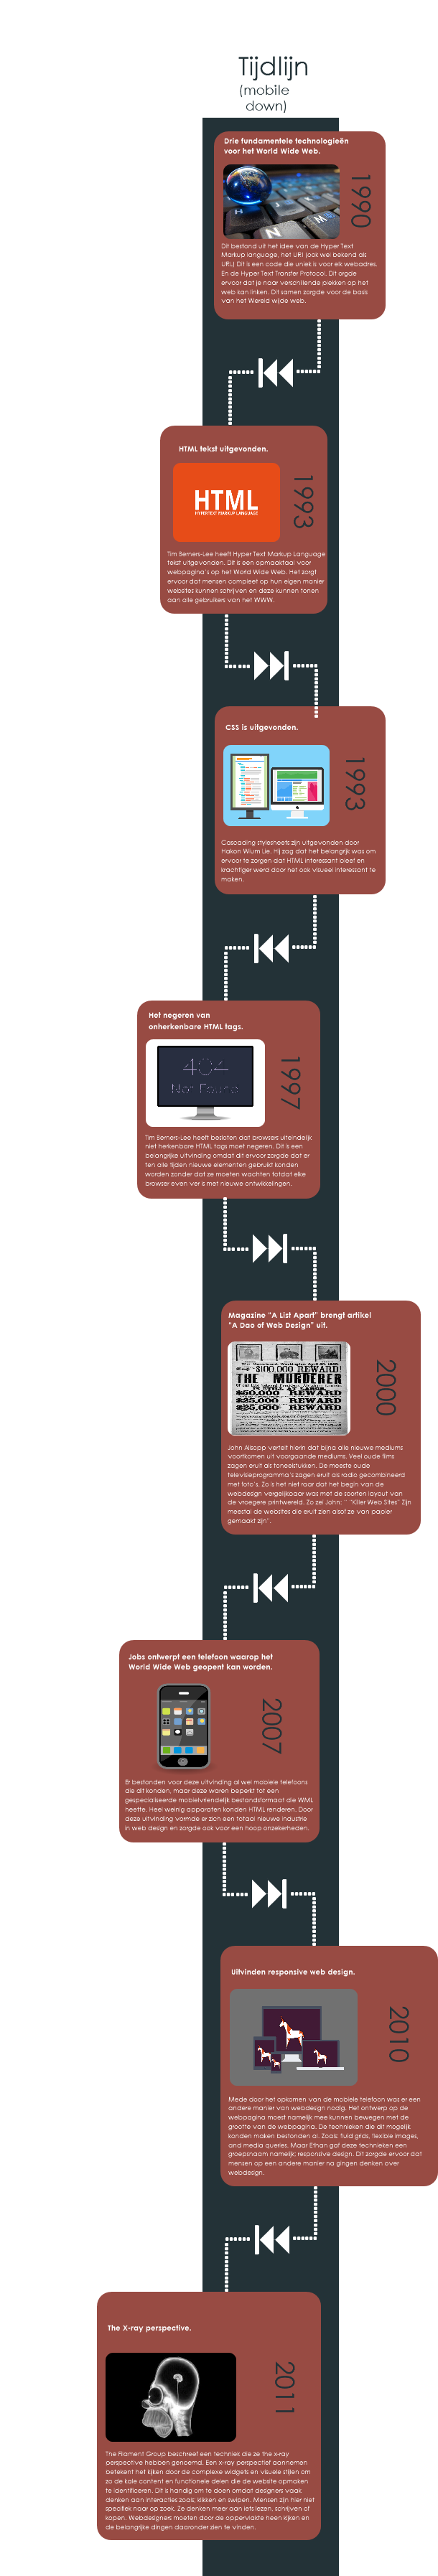 Tijdlijn
(mobile
down)
Drie fundamentele technologieën
voor het World Wide Web.
1990
Dit bestond uit het idee van de Hyper Text
Markup language, het URI (ook wel bekend als
URL) Dit is een code die uniek is voor elk webadres.
En de Hyper Text Transfer Protocol. Dit orgde
ervoor dat je naar verschillende plekken op het
web kan linken. Dit samen zorgde voor de basis
van het Wereld wijde web.
HTML tekst uitgevonden.
HTML
HYPERTEXT MARKUP LANGUAGE
1993
Tim Berners-Lee heeft Hyper Text Markup Language
tekst uitgevonden. Dit is een opmaaktaal voor
webpagina's op het World Wide Web. Het zorgt
ervoor dat mensen compleet op hun eigen manier
websites kunnen schrijven en deze kunnen tonen
aan alle gebruikers van het WWW.
CSS is uitgevonden.
1993
Cascading stylesheets zijn uitgevonden door
Hakon Wium Lie. Hij zag dat het belangrijk was om
ervoor te zorgen dat HTML interessant bleef en
krachtiger werd door het ook visueel interessant te
maken.
Het negeren van
onherkenbare HTML tags.
404
Not Found
1997
Tim Berners-Lee heeft besloten dat browsers uiteindelijk
niet herkenbare HTML tags moet negeren. Dit is een
belangrijke uitvinding omdat dit ervoor zorgde dat er
ten alle tijden nieuwe elementen gebruikt konden
worden zonder dat ze moeten wachten totdat elke
browser even ver is met nieuwe ontwikkelingen.
Magazine "A List Apart" brengt artikel
"A Dao of Web Design" uit.
$100,000 REWARD!
THE MURDERER
$50,000 REWARD
$25,000 REWARD
$25,000 REWARD
2000
John Allsopp vertelt hierin dat bijna alle nieuwe mediums
voortkomen uit voorgaande mediums. Veel oude films
zagen eruit als toneelstukken. De meeste oude
televisieprogramma's zagen eruit als radio gecombineerd
met foto's. Zo is het niet raar dat het begin van de
webdesign vergelijkbaar was met de soorten layout van
de vroegere printwereld. Zo zei John: " "Killer Web Sites" Zijn
meestal de websites die eruit zien alsof ze van papier
gemaakt zijn".
Jobs ontwerpt een telefoon waarop het
World Wide Web geopent kan worden.
2007
Er bestonden voor deze uitvinding al wel mobiele telefoons
die dit konden, maar deze waren beperkt tot een
gespecialiseerde mobielvriendelijk bestandsformaat die WML
heette. Heel weinig apparaten konden HTML renderen. Door
deze uitvinding vormde er zich een totaal nieuwe industrie
in web design en zorgde ook voor een hoop onzekerheden.
Uitvinden responsive web design.
2010
Mede door het opkomen van de mobiele telefoon was er een
andere manier van webdesign nodig. Het ontwerp op de
webpagina moest namelijk mee kunnen bewegen met de
grootte van de webpagina. De technieken die dit mogelijk
konden maken bestonden al. Zoals: fluid grids, flexible images,
and media queries. Maar Ethan gaf deze technieken een
groepsnaam namelijk: responsive design. Dit zorgde ervoor dat
mensen op een andere manier na gingen denken over
webdesign.
The X-ray perspective.
2011
The Filament Group beschreef een techniek die ze the x-ray
perspective hebben genoemd. Een x-ray perspectief aannemen
betekent het kijken door de complexe widgets en visuele stijlen om
zo de kale content en functionele delen die de website opmaken
te identificeren. Dit is handig om te doen omdat designers vaak
denken aan interacties zoals; klikken en swipen. Mensen zijn hier niet
specifiek naar op zoek. Ze denken meer aan iets lezen, schrijven of
kopen. Webdesigners moeten door de oppervlakte heen kijken en
de belangrijke dingen daaronder zien te vinden.